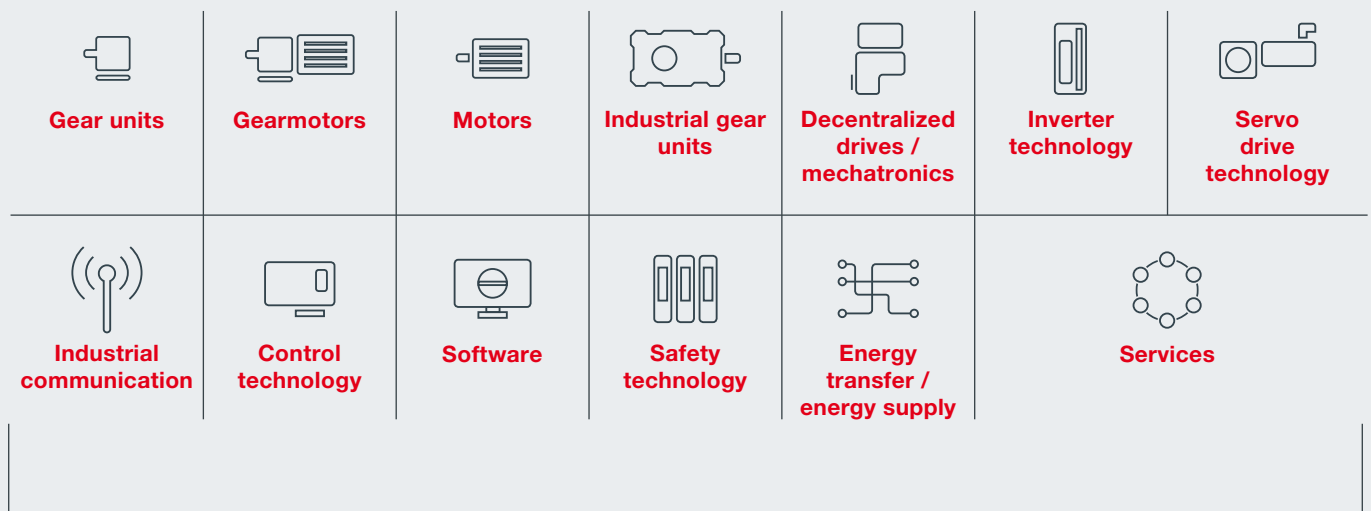 Gear units
Gearmotors
Motors
Industrial gear
units
Decentralized
drives /
mechatronics
Inverter
technology
Servo
drive
technology
Industrial
communication
Control
technology
Software
Safety
technology
Energy
transfer /
energy supply
Services